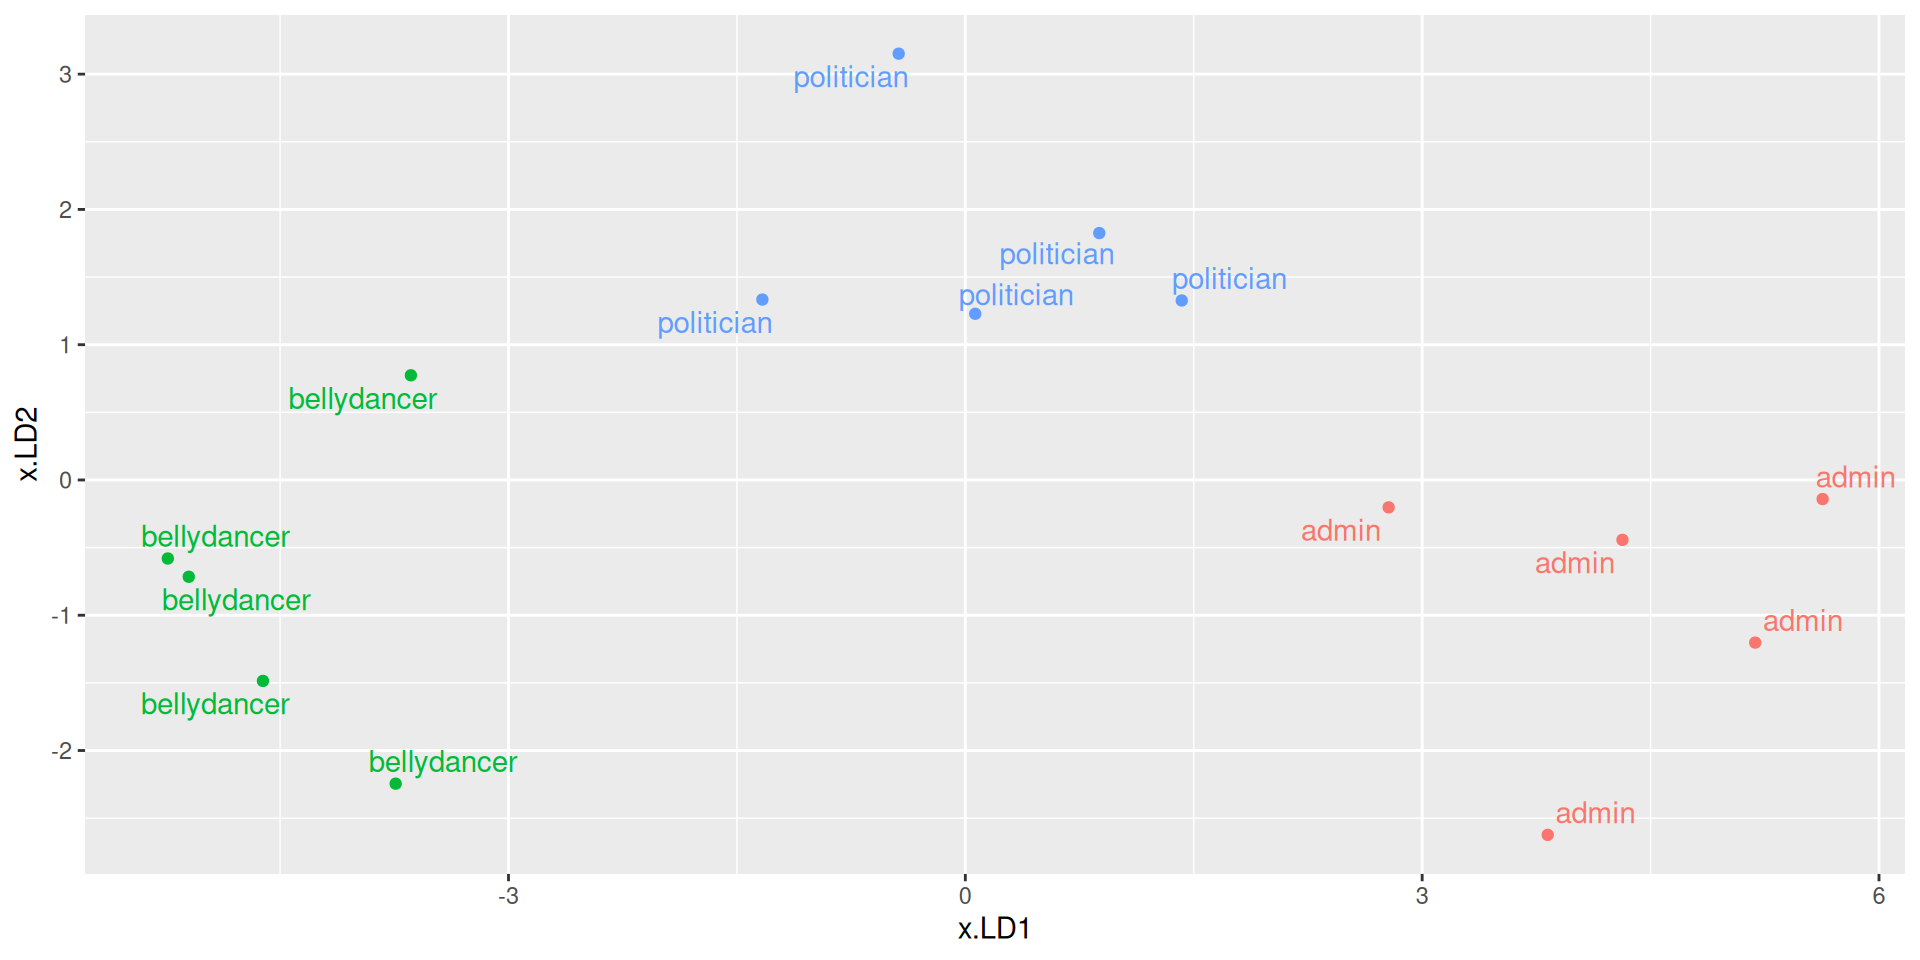 3
politician
2
politician
politician
politician
politician
1
bellydancer
x.LD2
0
admin
admin
bellydancer
admin
bellydancer
-1
admin
bellydancer
-2
bellydancer
admin
-3
0
3
6
x.LD1